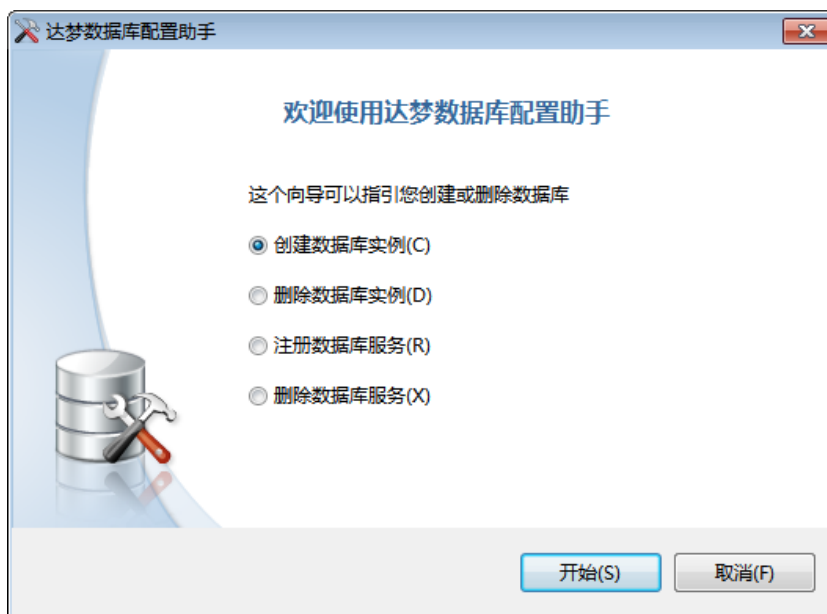 达梦数据库配置助手
欢迎使用达梦数据库配置助手
这个向导可以指引您创建或删除数据库
创建数据库实例(C)
删除数据库实例(D)
注册数据库服务(R)
删除数据库服务(X)
开始(S)
取消(F)